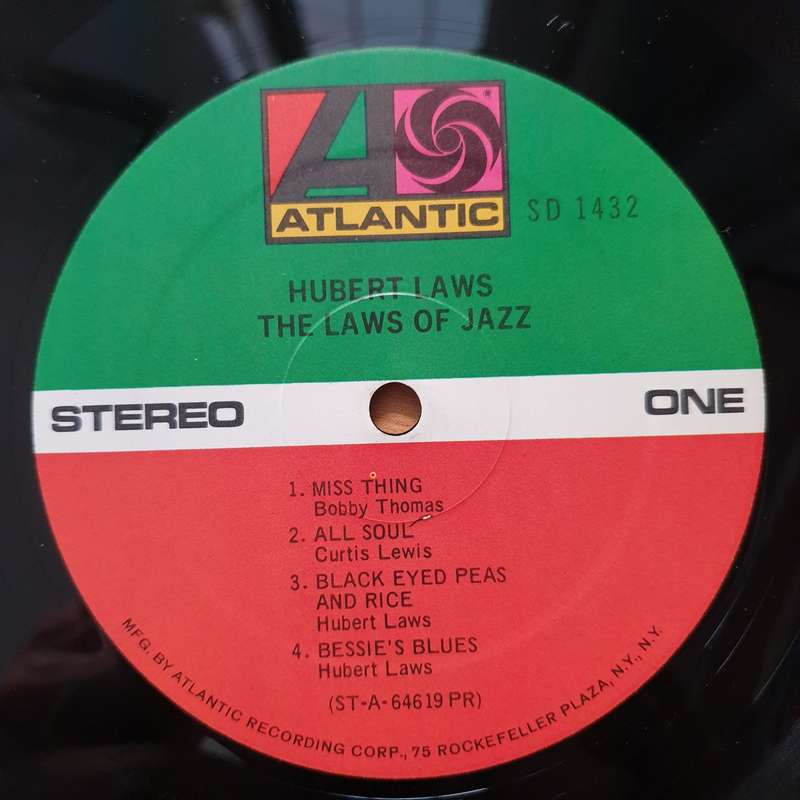 ATLANTIC
SD 1432
HUBERT LAWS
THE LAWS OF JAZZ
STEREO
ONE
1. MISS THING
Bobby Thomas
2. ALL SOUL
Curtis Lewis
3. BLACK EYED PEAS
AND RICE
Hubert Laws
4. BESSIE'S BLUES
Hubert Laws
(ST-A-64619 PR)
MFG. BY ATLANTIC RECORDING CORP., 75 ROCKEFELLER PLAZA, N.Y., N.Y.